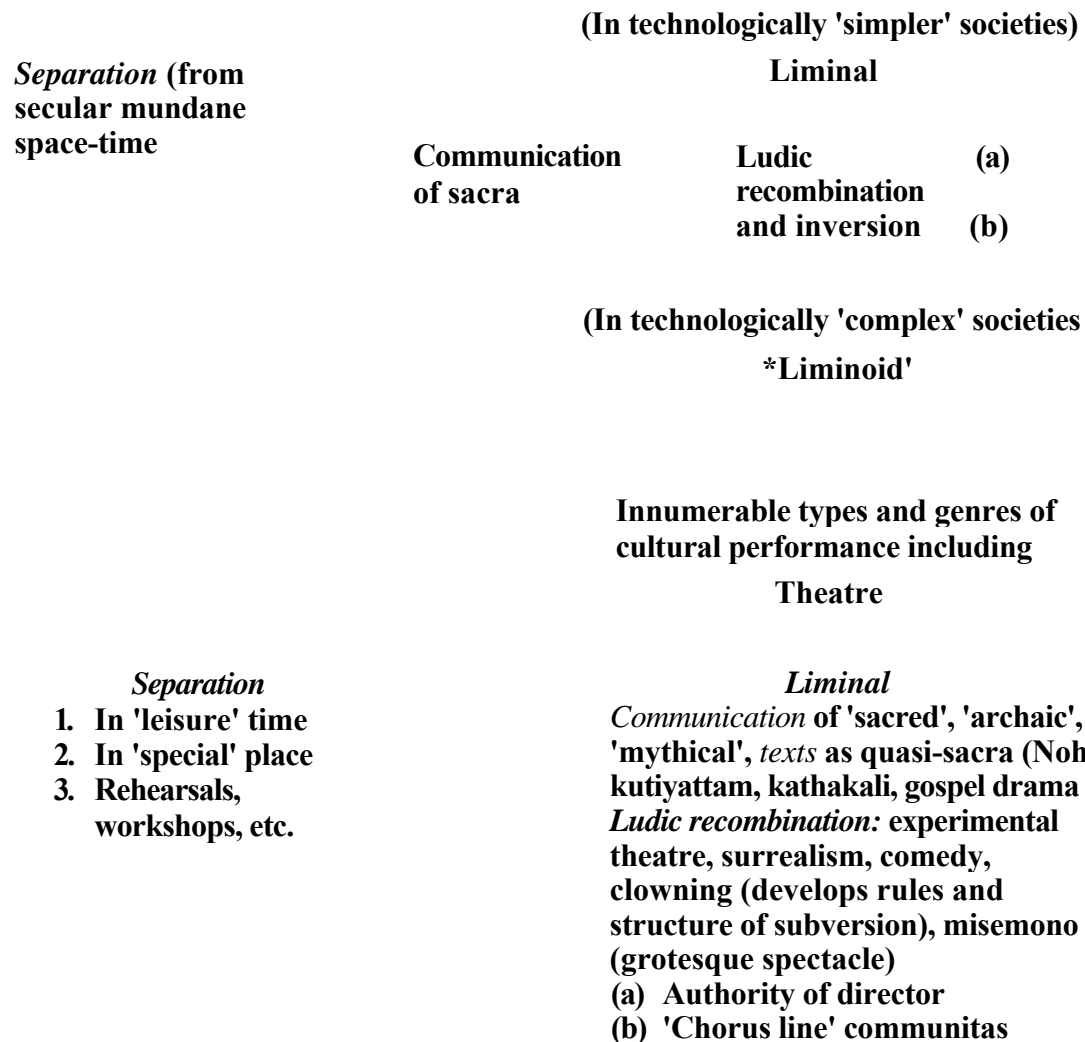 (In technologically 'simpler' societies)
Liminal
Separation (from
secular mundane
space-time
Communication
of sacra
Ludic
recombination
and inversion
(a)
(b)
(In technologically 'complex' societies
*Liminoid'
Innumerable types and genres of
cultural performance including
Theatre
Separation
1. In 'leisure' time
2. In 'special' place
3. Rehearsals,
workshops, etc.
Liminal
Communication of 'sacred', 'archaic',
'mythical', texts as quasi-sacra (Noh
kutiyattam, kathakali, gospel drama
Ludic recombination: experimental
theatre, surrealism, comedy,
clowning (develops rules and
structure of subversion), misemono
(grotesque spectacle)
(a) Authority of director
(b) 'Chorus line' communitas